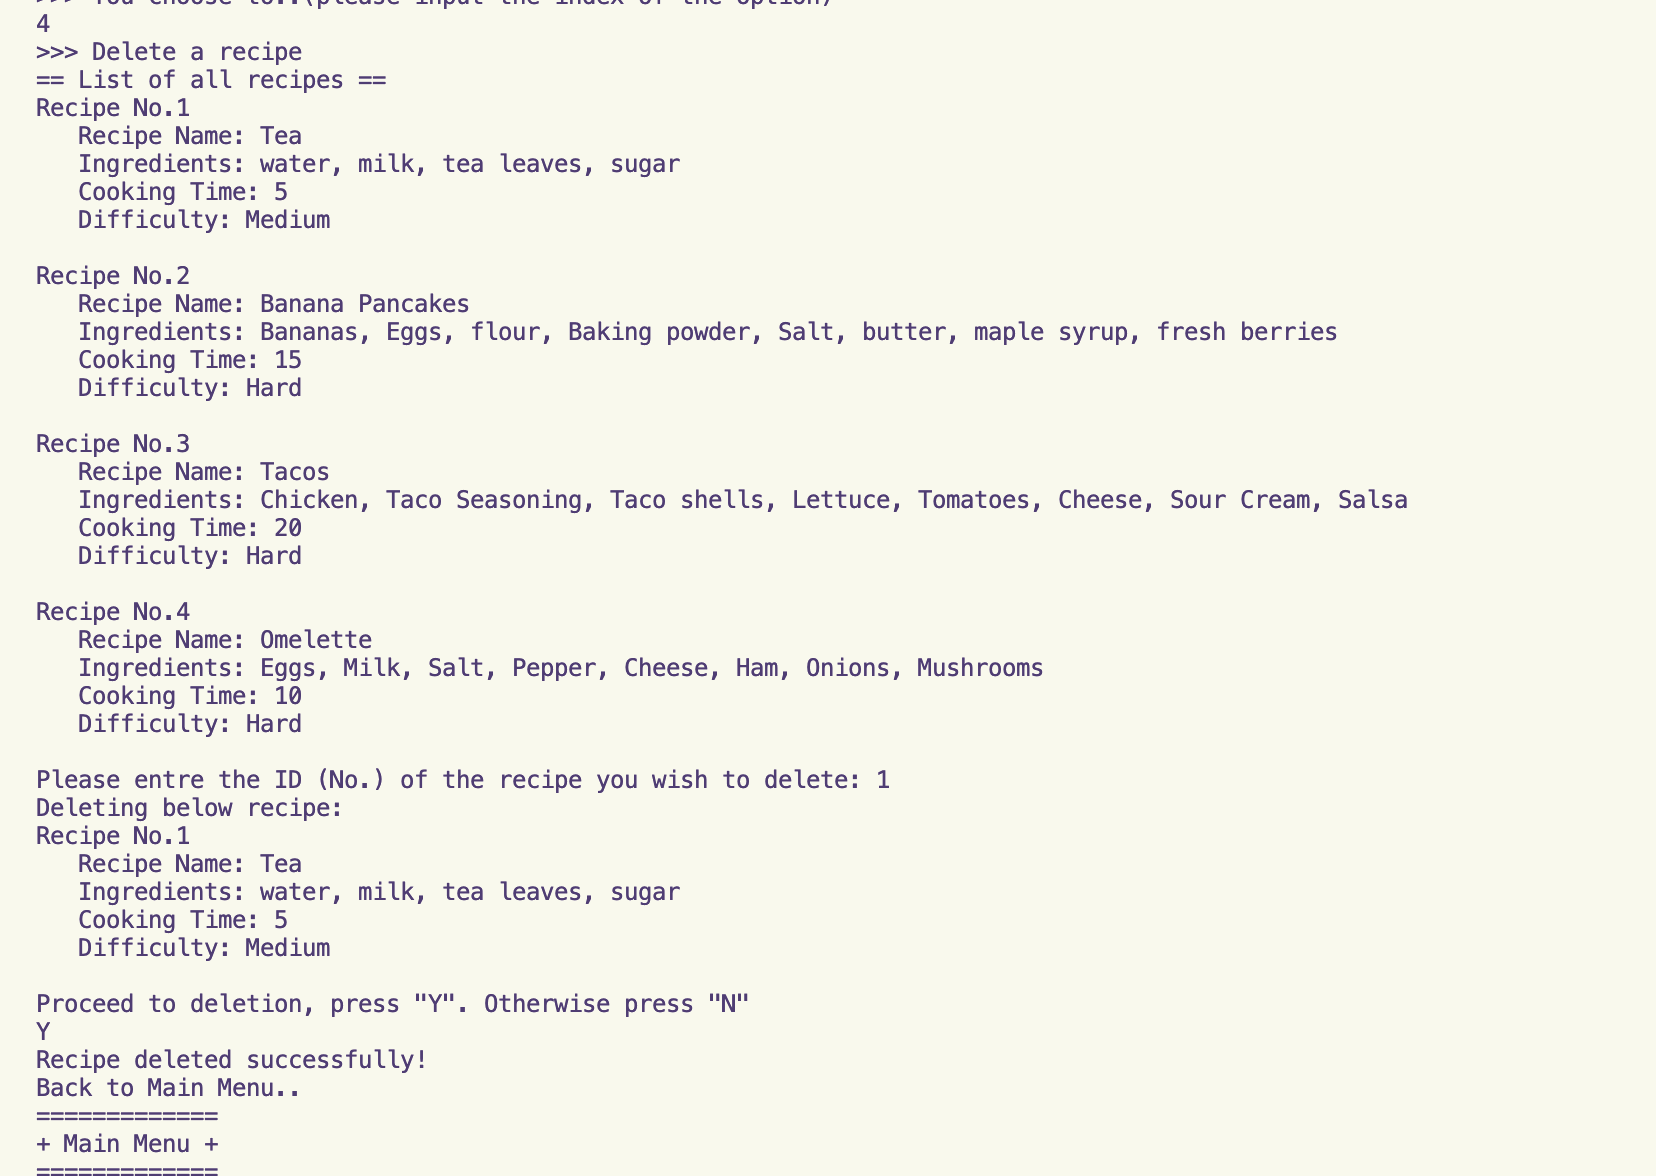 >>> You choose to..(please input the index of the option)
4
>>> Delete a recipe
== List of all recipes ==
Recipe No.1
   Recipe Name: Tea
   Ingredients: water, milk, tea leaves, sugar
   Cooking Time: 5
   Difficulty: Medium

Recipe No.2
   Recipe Name: Banana Pancakes
   Ingredients: Bananas, Eggs, flour, Baking powder, Salt, butter, maple syrup, fresh berries
   Cooking Time: 15
   Difficulty: Hard

Recipe No.3
   Recipe Name: Tacos
   Ingredients: Chicken, Taco Seasoning, Taco shells, Lettuce, Tomatoes, Cheese, Sour Cream, Salsa
   Cooking Time: 20
   Difficulty: Hard

Recipe No.4
   Recipe Name: Omelette
   Ingredients: Eggs, Milk, Salt, Pepper, Cheese, Ham, Onions, Mushrooms
   Cooking Time: 10
   Difficulty: Hard

Please entre the ID (No.) of the recipe you wish to delete: 1
Deleting below recipe:
Recipe No.1
   Recipe Name: Tea
   Ingredients: water, milk, tea leaves, sugar
   Cooking Time: 5
   Difficulty: Medium

Proceed to deletion, press "Y". Otherwise press "N"
Y
Recipe deleted successfully!
Back to Main Menu..
=============
+ Main Menu +
=============